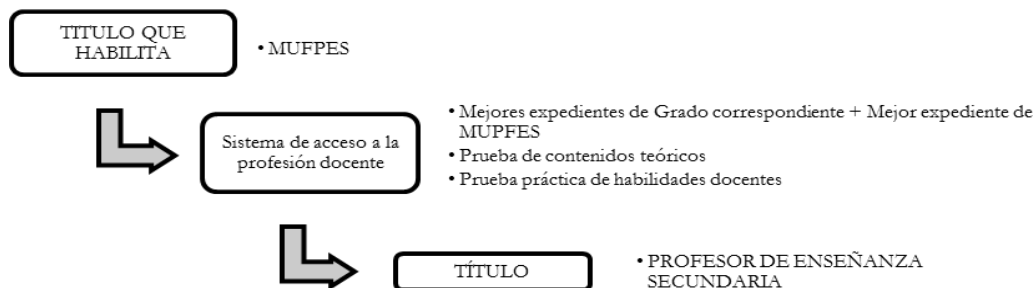 TITULO QUE
HABILITA
• MUFPES
Sistema de acceso a la
profesión docente
• Mejores expedientes de Grado correspondiente + Mejor expediente de
MUPFES
• Prueba de contenidos teóricos
• Prueba práctica de habilidades docentes
TÍTULO
• PROFESOR DE ENSEÑANZA
SECUNDARIA